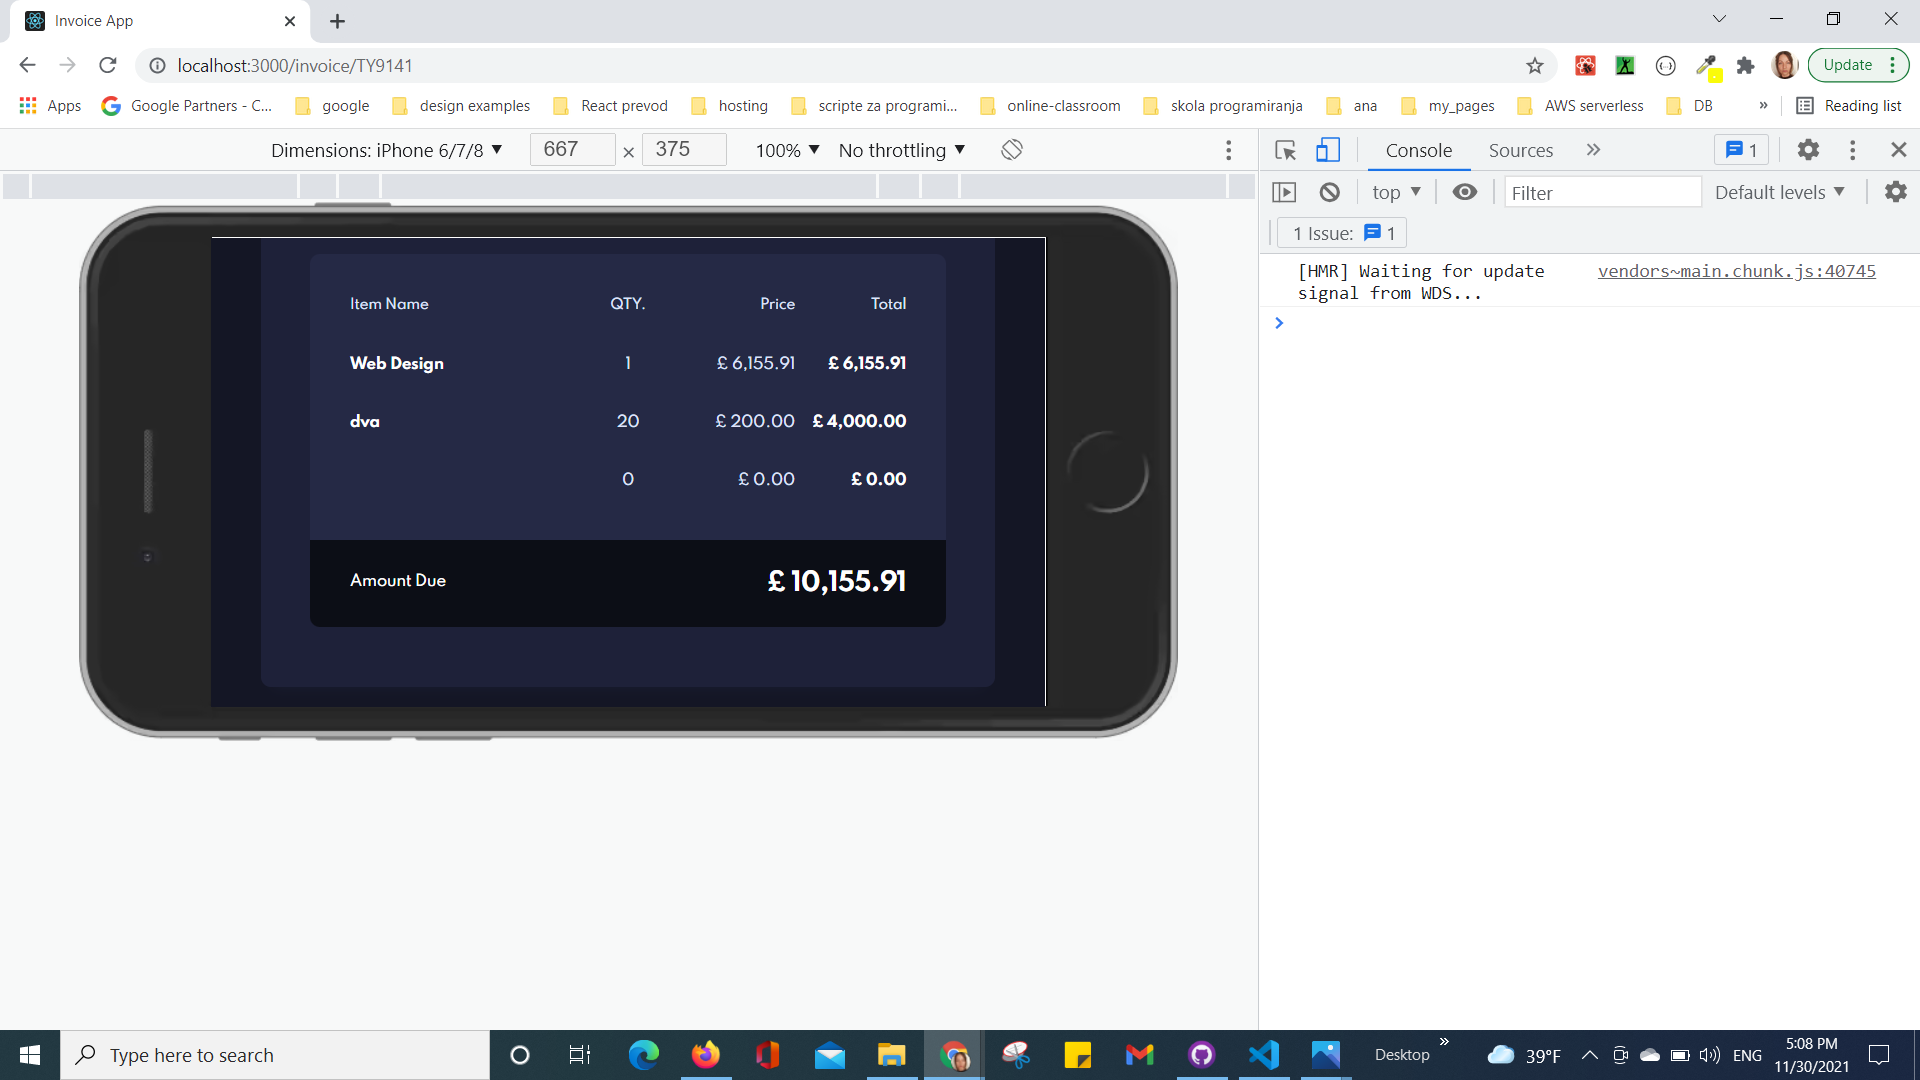 Invoice App
localhost:3000/invoice/TY9141
Update
Apps
Google Partners - C...
google
design examples
React prevod
hosting
scripte za programi...
online-classroom
skola programiranja
ana
my_pages
AWS serverless
DB
»
Reading list
Dimensions: iPhone 6/7/8
667 × 375
100%
No throttling
Console
Sources
1
top
Filter
Default levels
1 Issue: 1
[HMR] Waiting for update vendors~main.chunk.js:40745
signal from WDS...
Item Name QTY. Price Total
Web Design 1 £ 6,155.91 £ 6,155.91
dva 20 £ 200.00 £ 4,000.00
0 £ 0.00 £ 0.00
Amount Due £ 10,155.91
Type here to search
Desktop
39°F
ENG
5:08 PM
11/30/2021